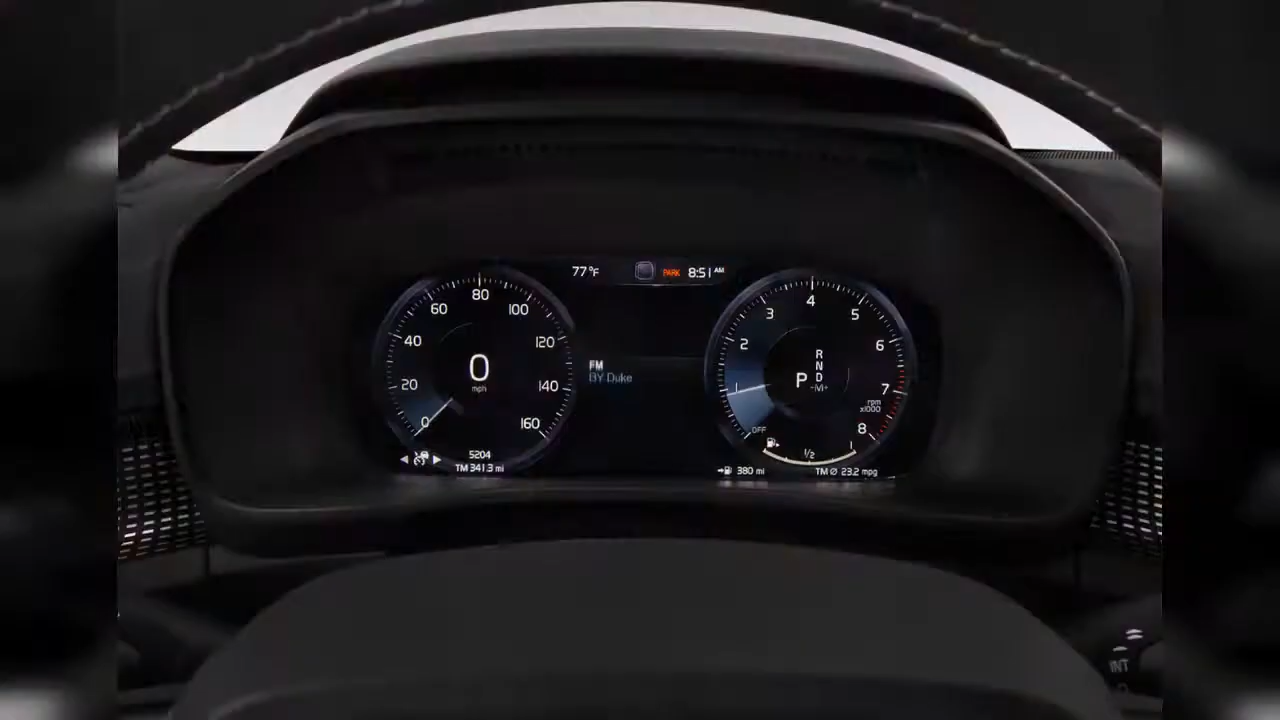 77°F PARK 8:51 AM
0 20 40 60 80 100 120 140 160
0
mph
5204
TM 341.3 mi
FM
BY Duke
OFF 1 2 3 4 5 6 7 8
rpm
x1000
R
N
P D
-M+
1/2
380 mi
TM Ø 23.2 mpg
INT